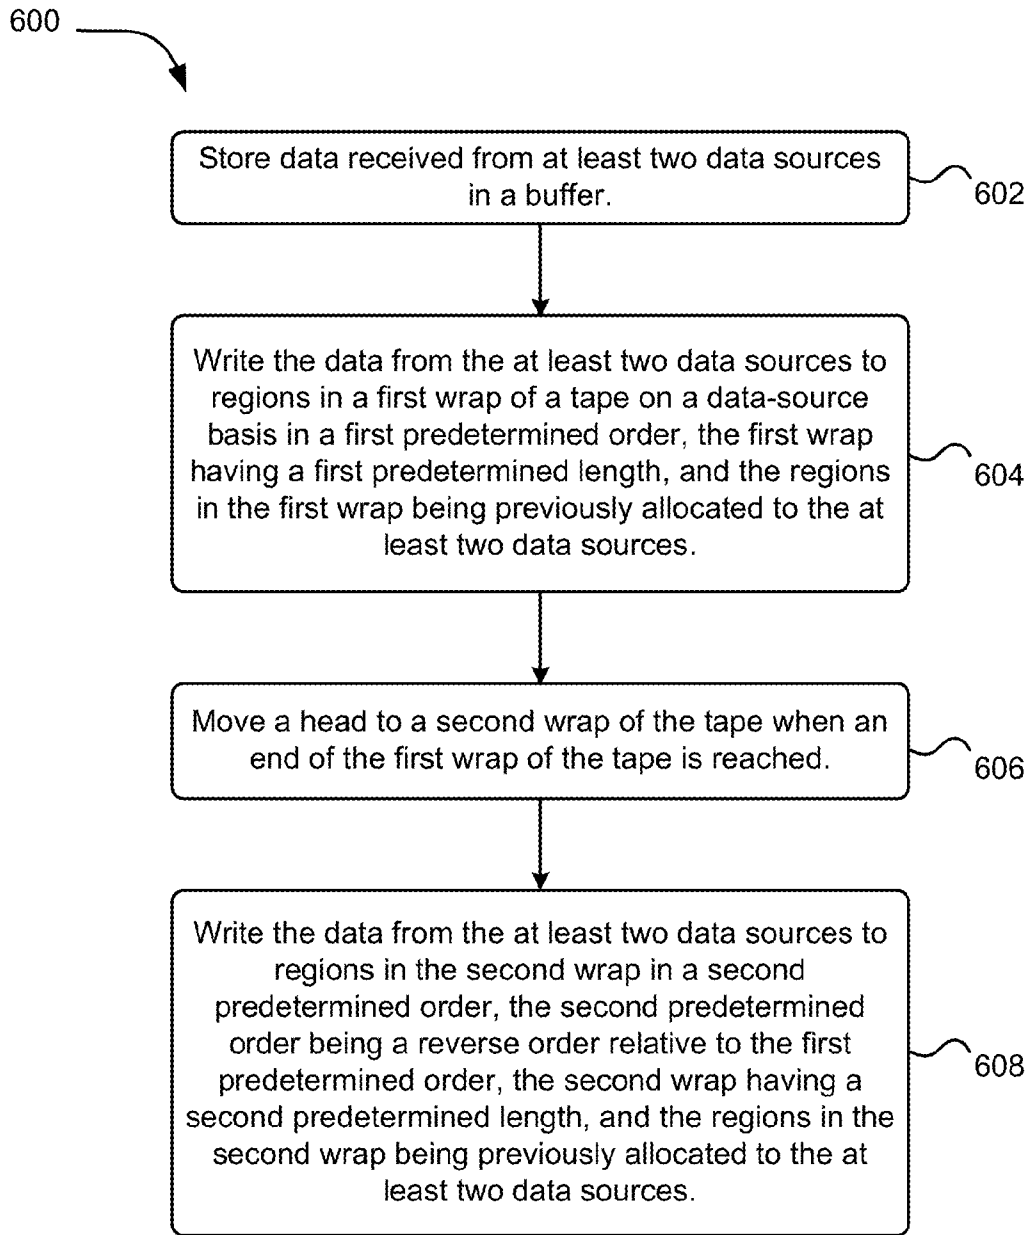 600
Store data received from at least two data sources
in a buffer.
602
Write the data from the at least two data sources to
regions in a first wrap of a tape on a data-source
basis in a first predetermined order, the first wrap
having a first predetermined length, and the regions
in the first wrap being previously allocated to the at
least two data sources.
604
Move a head to a second wrap of the tape when an
end of the first wrap of the tape is reached.
606
Write the data from the at least two data sources to
regions in the second wrap in a second
predetermined order, the second predetermined
order being a reverse order relative to the first
predetermined order, the second wrap having a
second predetermined length, and the regions in the
second wrap being previously allocated to the at
least two data sources.
608